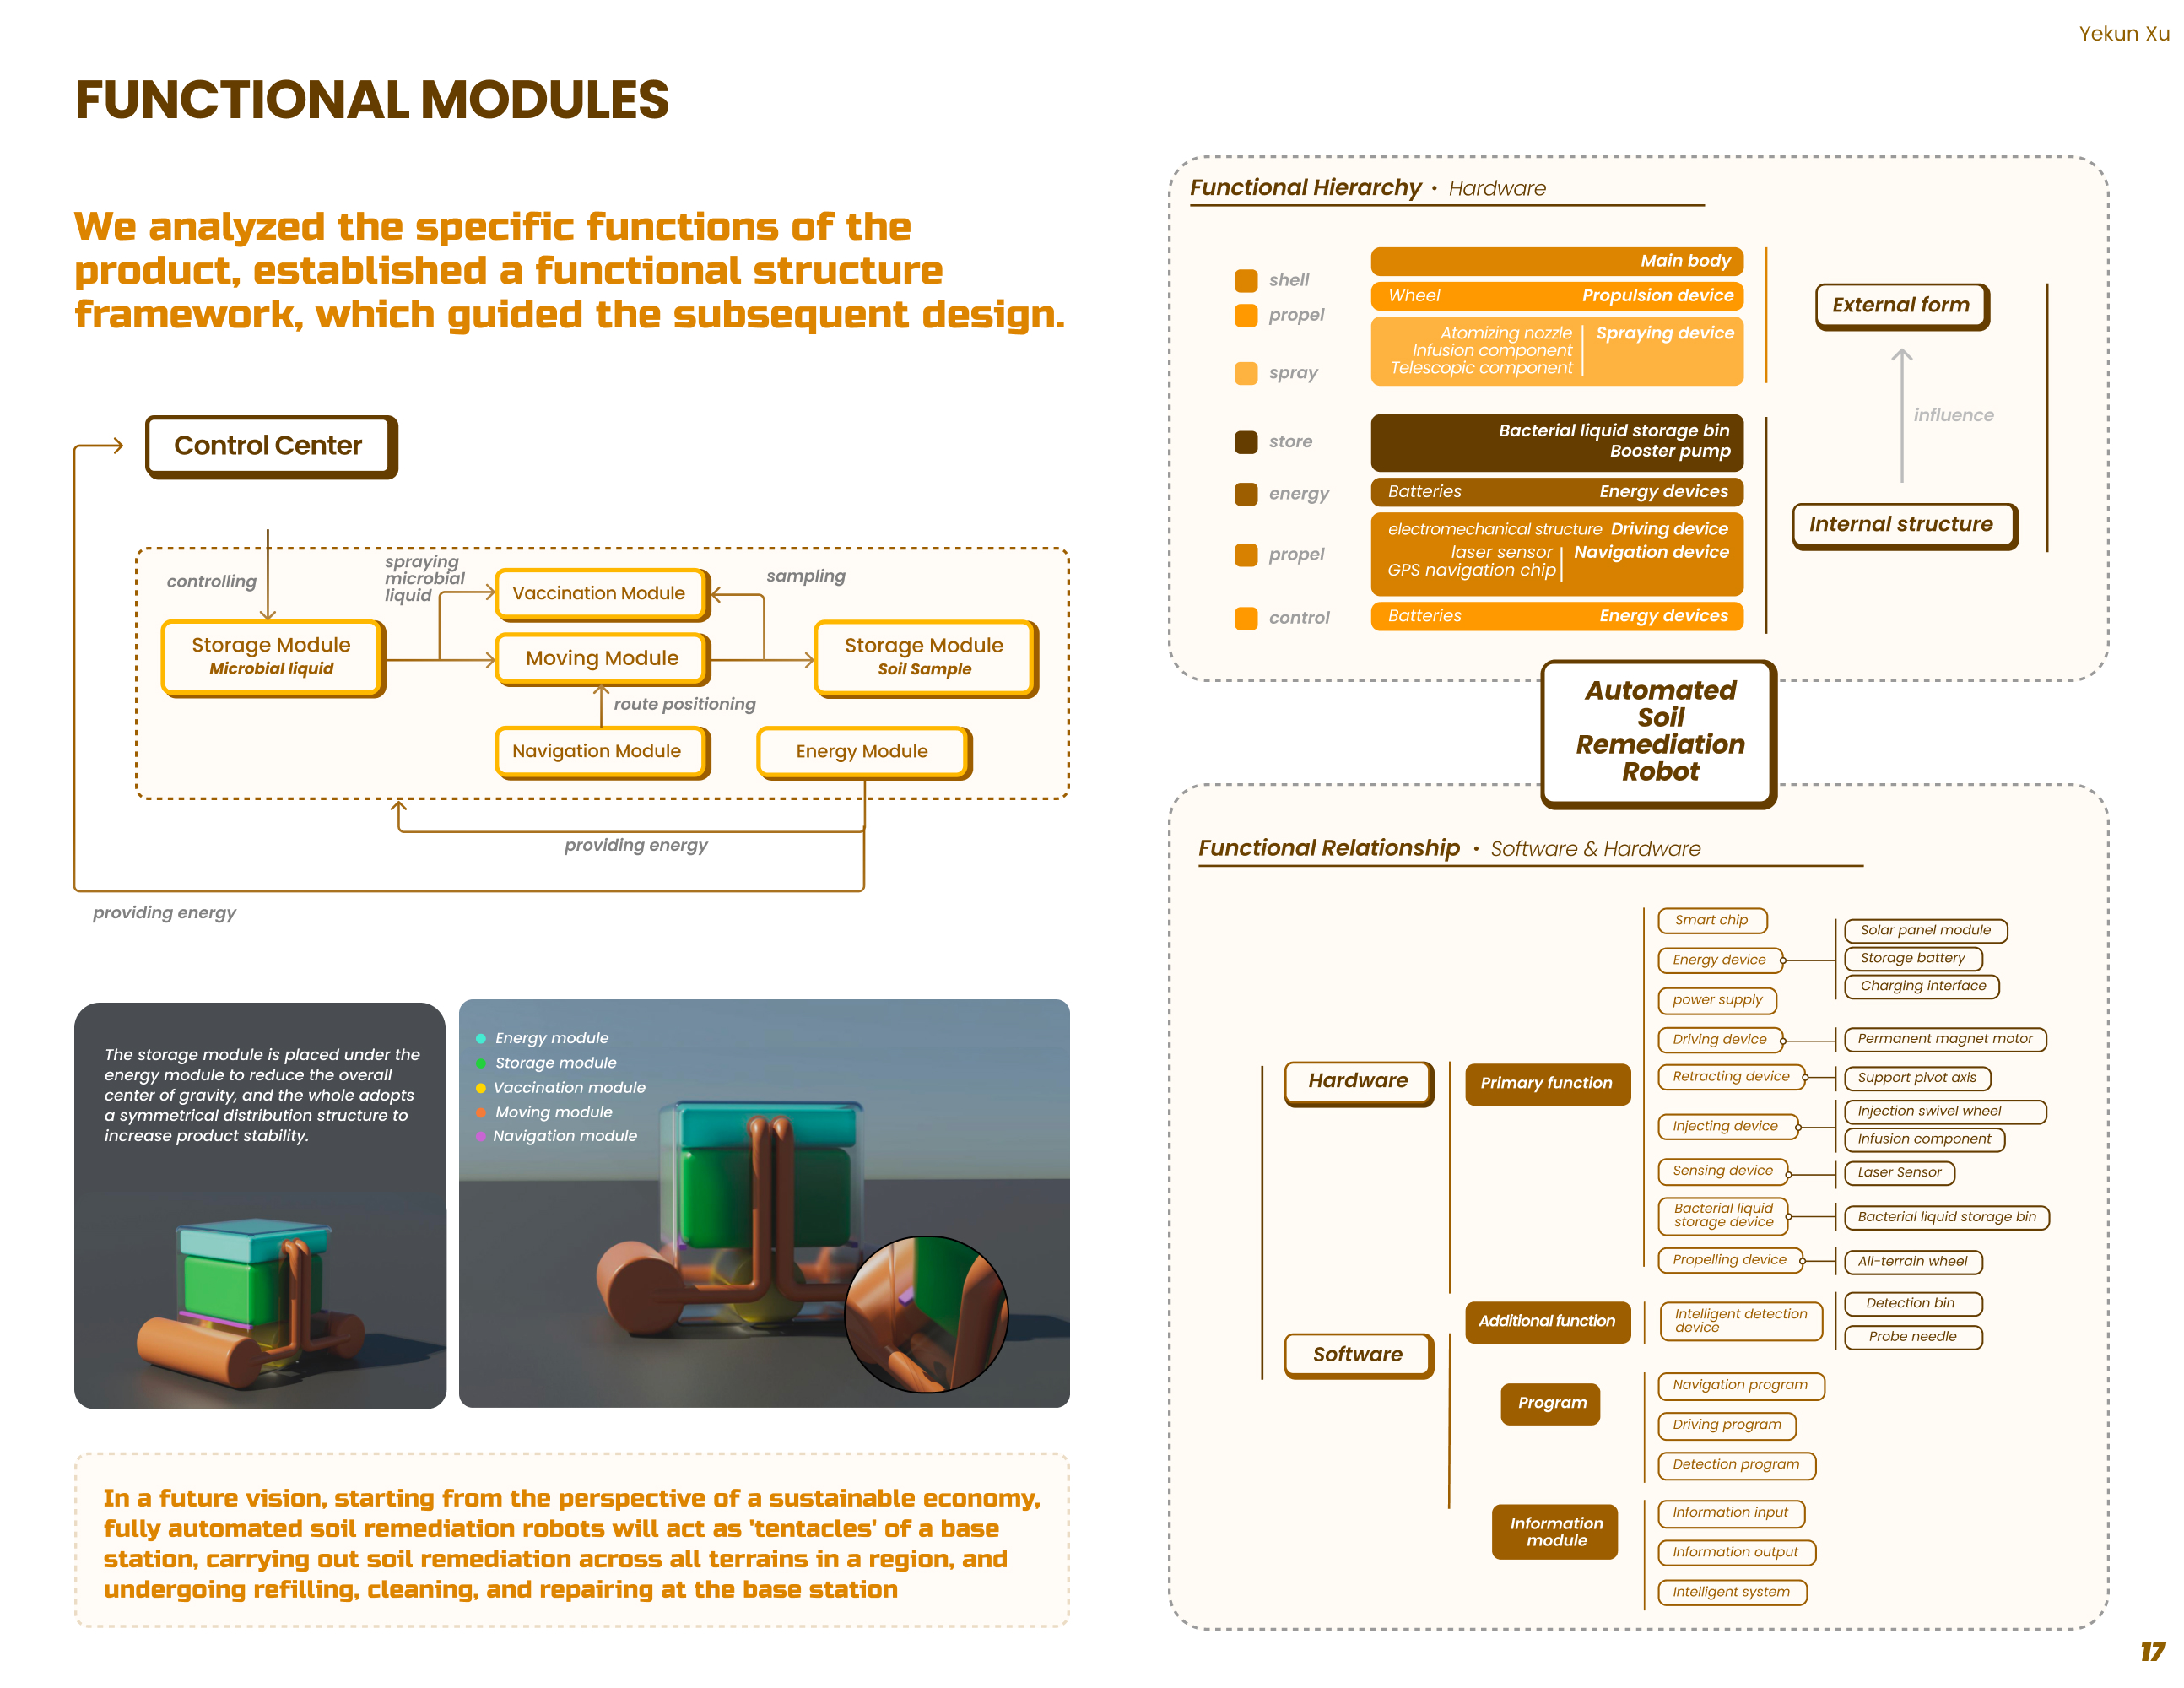 Yekun Xu
FUNCTIONAL MODULES
We analyzed the specific functions of the
product, established a functional structure
framework, which guided the subsequent design.
Control Center
controlling
spraying
microbial
liquid
Vaccination Module
sampling
Storage Module
Microbial liquid
Moving Module
Storage Module
Soil Sample
route positioning
Navigation Module
Energy Module
providing energy
providing energy
The storage module is placed under the
energy module to reduce the overall
center of gravity, and the whole adopts
a symmetrical distribution structure to
increase product stability.
Energy module
Storage module
Vaccination module
Moving module
Navigation module
In a future vision, starting from the perspective of a sustainable economy,
fully automated soil remediation robots will act as 'tentacles' of a base
station, carrying out soil remediation across all terrains in a region, and
undergoing refilling, cleaning, and repairing at the base station
Functional Hierarchy · Hardware
shell
propel
spray
store
energy
propel
control
Main body
Wheel Propulsion device
Atomizing nozzle Spraying device
Infusion component
Telescopic component
Bacterial liquid storage bin
Booster pump
Batteries Energy devices
electromechanical structure Driving device
laser sensor Navigation device
GPS navigation chip
Batteries Energy devices
External form
influence
Internal structure
Automated
Soil
Remediation
Robot
Functional Relationship · Software & Hardware
Hardware
Software
Primary function
Smart chip
Energy device
Solar panel module
Storage battery
Charging interface
power supply
Driving device
Permanent magnet motor
Retracting device
Support pivot axis
Injecting device
Injection swivel wheel
Infusion component
Sensing device
Laser Sensor
Bacterial liquid
storage device
Bacterial liquid storage bin
Propelling device
All-terrain wheel
Additional function
Intelligent detection
device
Detection bin
Probe needle
Program
Navigation program
Driving program
Detection program
Information
module
Information input
Information output
Intelligent system
17